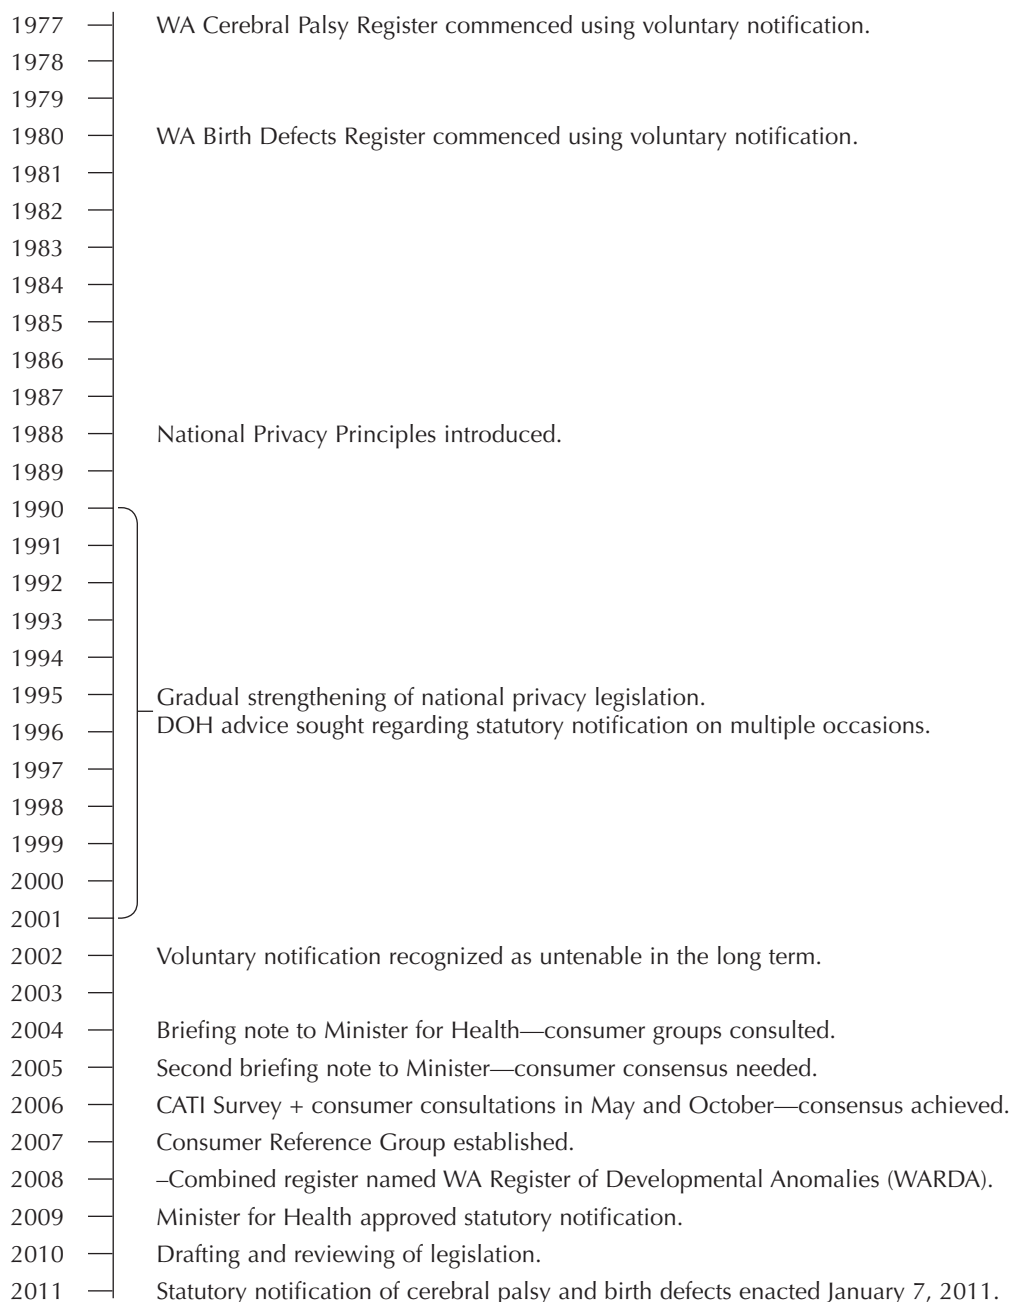 1977 WA Cerebral Palsy Register commenced using voluntary notification.
1978
1979
1980 WA Birth Defects Register commenced using voluntary notification.
1981
1982
1983
1984
1985
1986
1987
1988 National Privacy Principles introduced.
1989
1990
1991
1992
1993
1994
1995 Gradual strengthening of national privacy legislation.
1996 DOH advice sought regarding statutory notification on multiple occasions.
1997
1998
1999
2000
2001
2002 Voluntary notification recognized as untenable in the long term.
2003
2004 Briefing note to Minister for Health—consumer groups consulted.
2005 Second briefing note to Minister—consumer consensus needed.
2006 CATI Survey + consumer consultations in May and October—consensus achieved.
2007 Consumer Reference Group established.
2008 –Combined register named WA Register of Developmental Anomalies (WARDA).
2009 Minister for Health approved statutory notification.
2010 Drafting and reviewing of legislation.
2011 Statutory notification of cerebral palsy and birth defects enacted January 7, 2011.